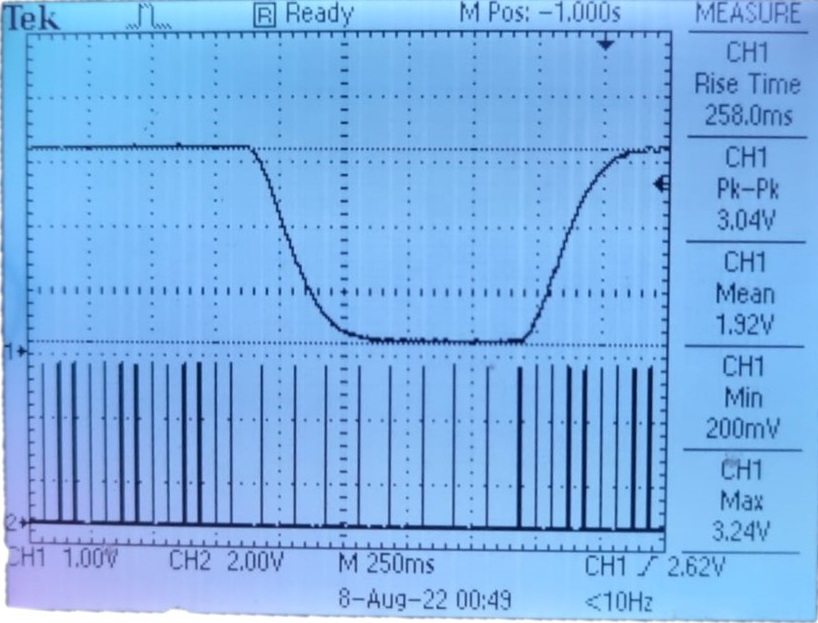 Tek R Ready M Pos: -1.000s MEASURE
CH1
Rise Time
258.0ms
CH1
Pk-Pk
3.04V
CH1
Mean
1.92V
CH1
Min
200mV
CH1
Max
3.24V
1
2
CH1 1.00V CH2 2.00V M 250ms CH1 2.62V
8-Aug-22 00:49 <10Hz